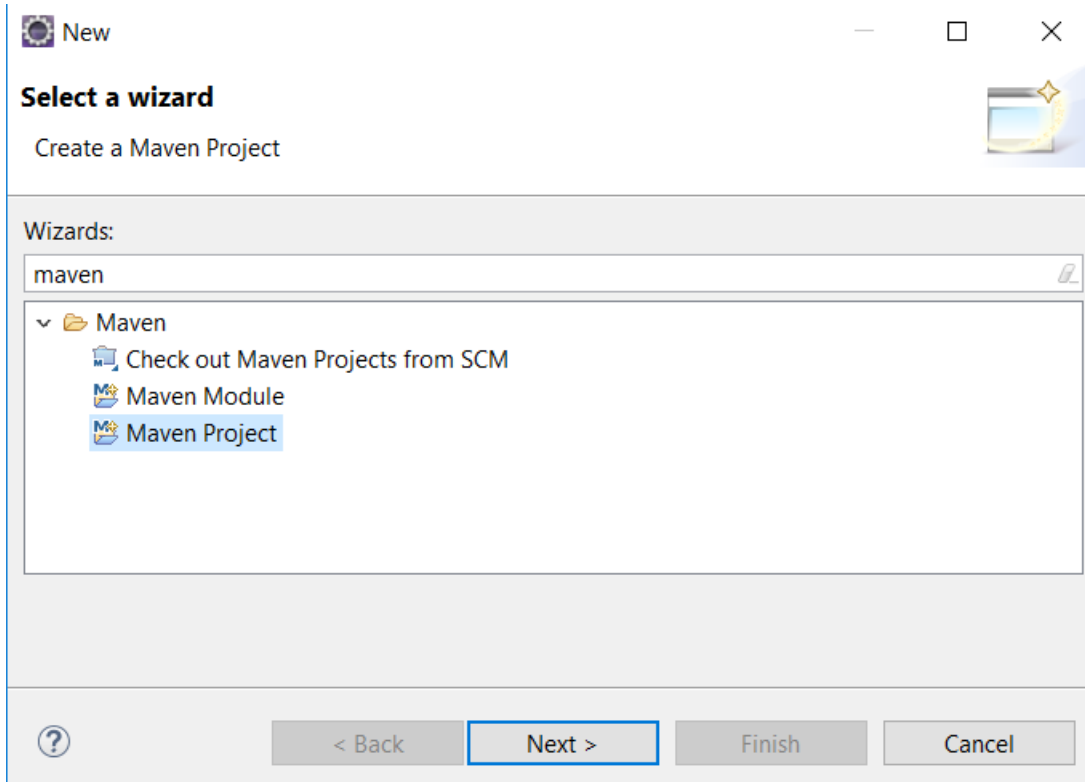 New
Select a wizard
Create a Maven Project
Wizards:
maven
Maven
Check out Maven Projects from SCM
Maven Module
Maven Project
< Back Next > Finish Cancel